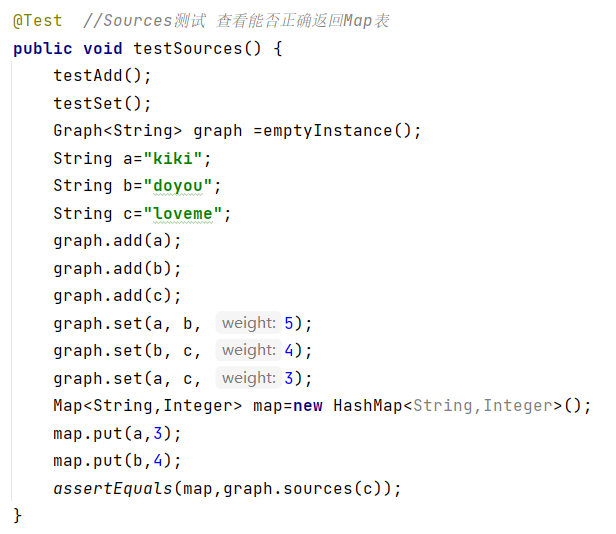 @Test  //Sources测试 查看能否正确返回Map表
public void testSources() {
    testAdd();
    testSet();
    Graph<String> graph =emptyInstance();
    String a="kiki";
    String b="doyou";
    String c="loveme";
    graph.add(a);
    graph.add(b);
    graph.add(c);
    graph.set(a, b, weight: 5);
    graph.set(b, c, weight: 4);
    graph.set(a, c, weight: 3);
    Map<String,Integer> map=new HashMap<String,Integer>();
    map.put(a,3);
    map.put(b,4);
    assertEquals(map,graph.sources(c));
}